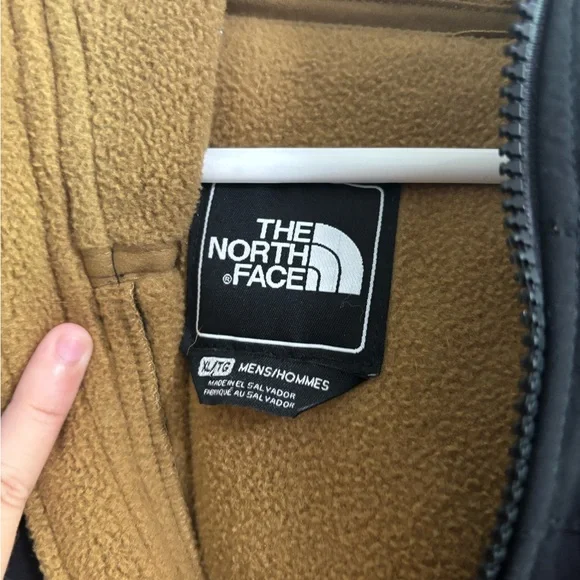 THE
NORTH
®FACE
XL/TG MENS/HOMMES
MADE IN EL SALVADOR
FABRIQUÉ AU SALVADOR